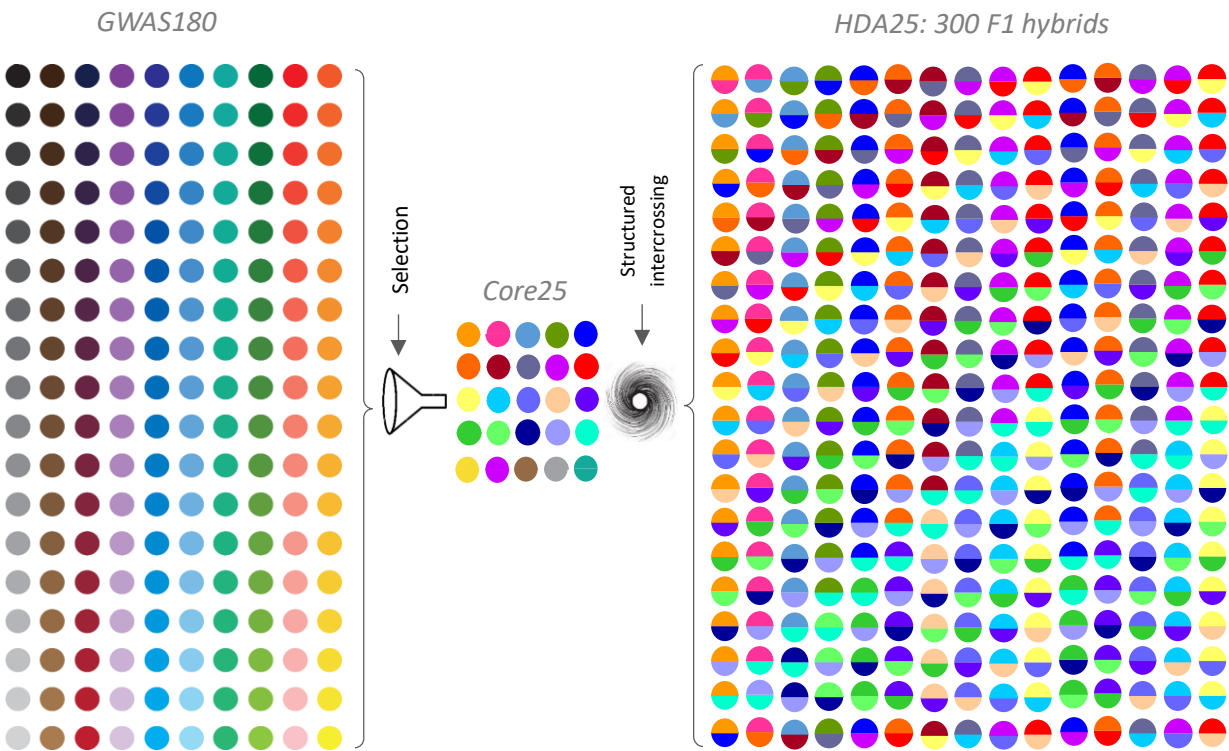 GWAS180
HDA25: 300 F1 hybrids
Selection
Core25
Structured
intercrossing